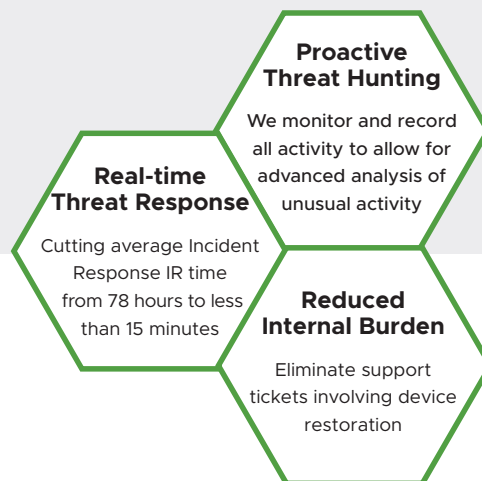 Proactive
Threat Hunting
We monitor and record
all activity to allow for
advanced analysis of
unusual activity
Real-time
Threat Response
Cutting average Incident
Response IR time
from 78 hours to less
than 15 minutes
Reduced
Internal Burden
Eliminate support
tickets involving device
restoration